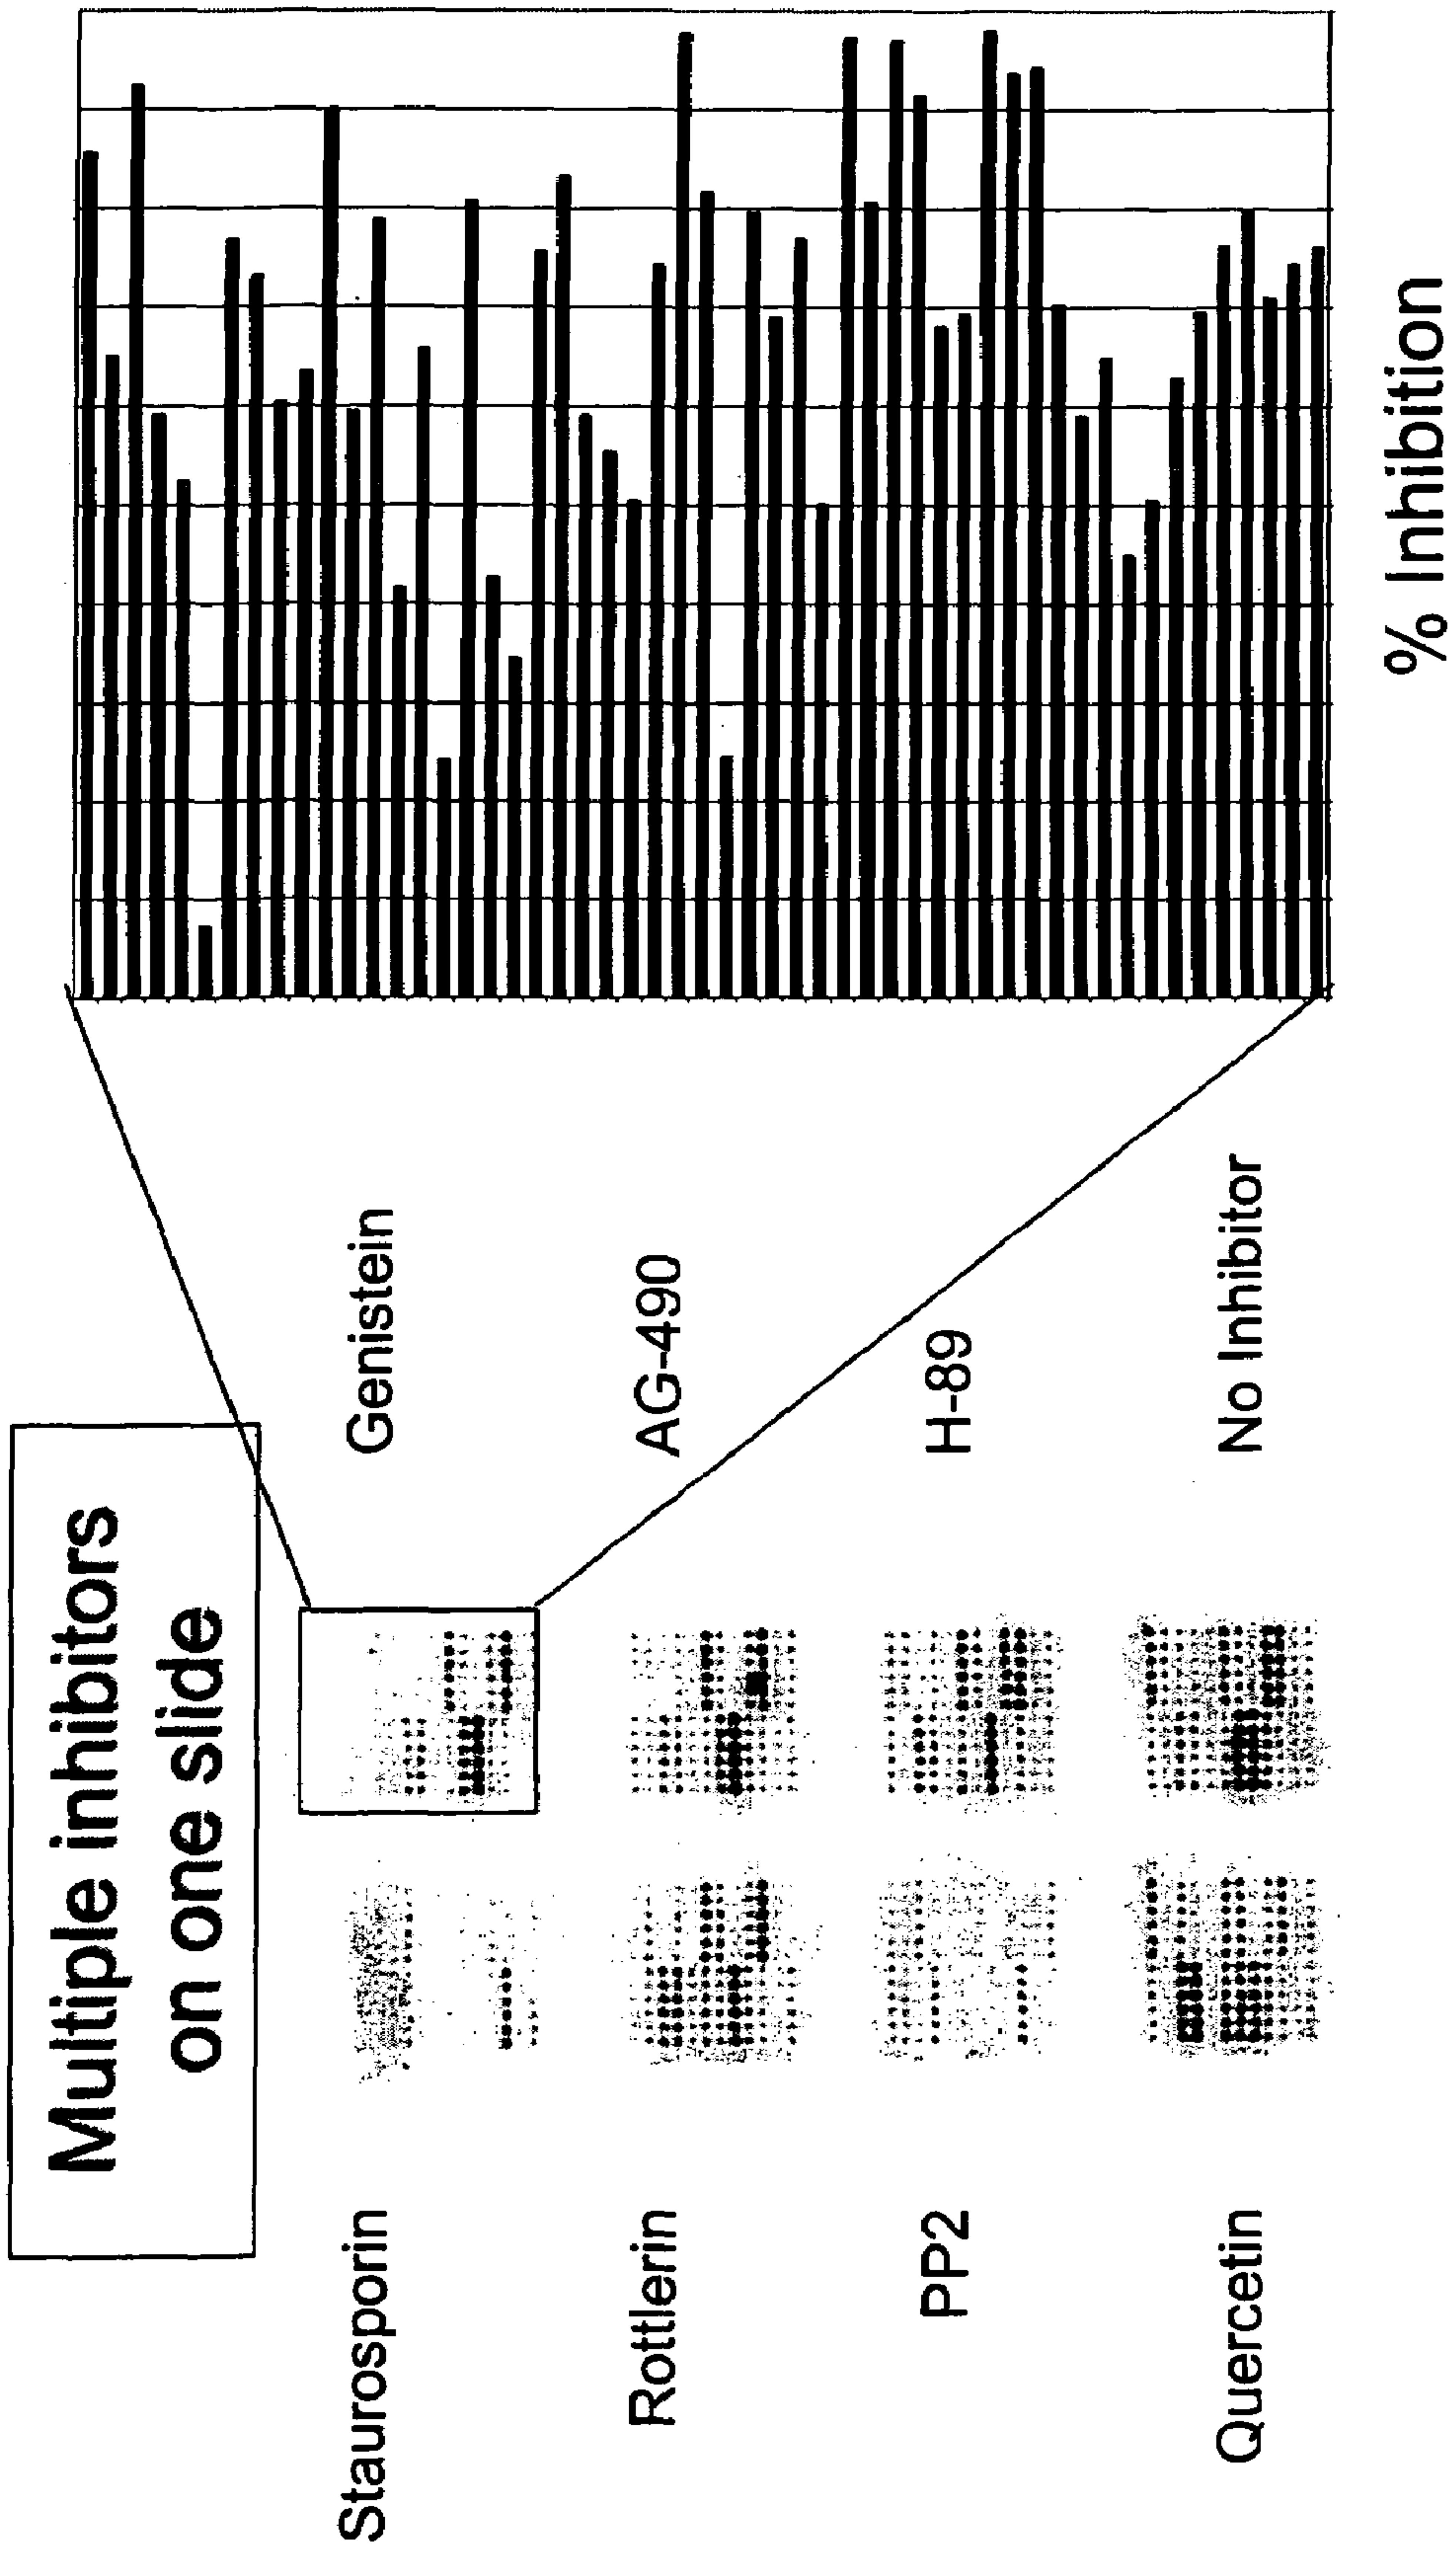 Multiple inhibitors
on one slide
Staurosporin
Genistein
Rottlerin
AG-490
PP2
H-89
Quercetin
No Inhibitor
% Inhibition